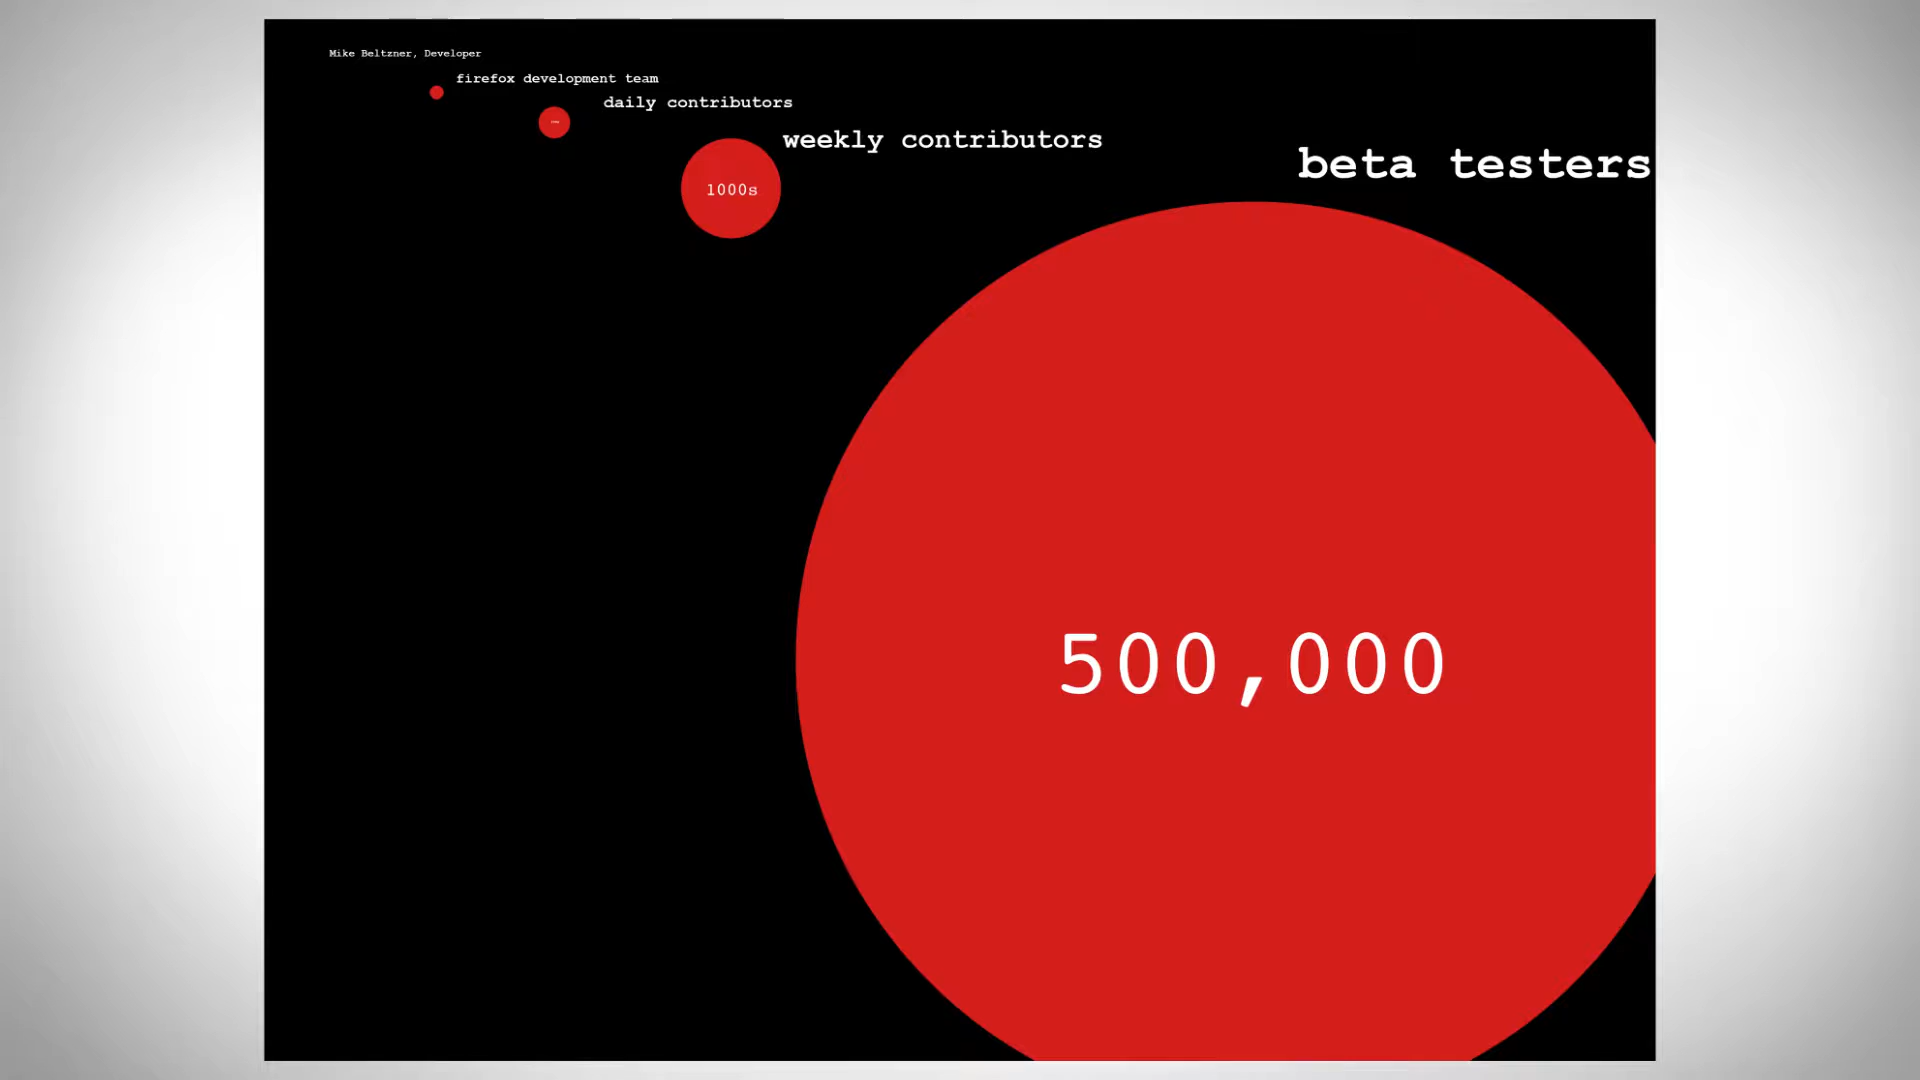 Mike Beltzner, Developer
firefox development team
daily contributors
weekly contributors
1000s
beta testers
500,000